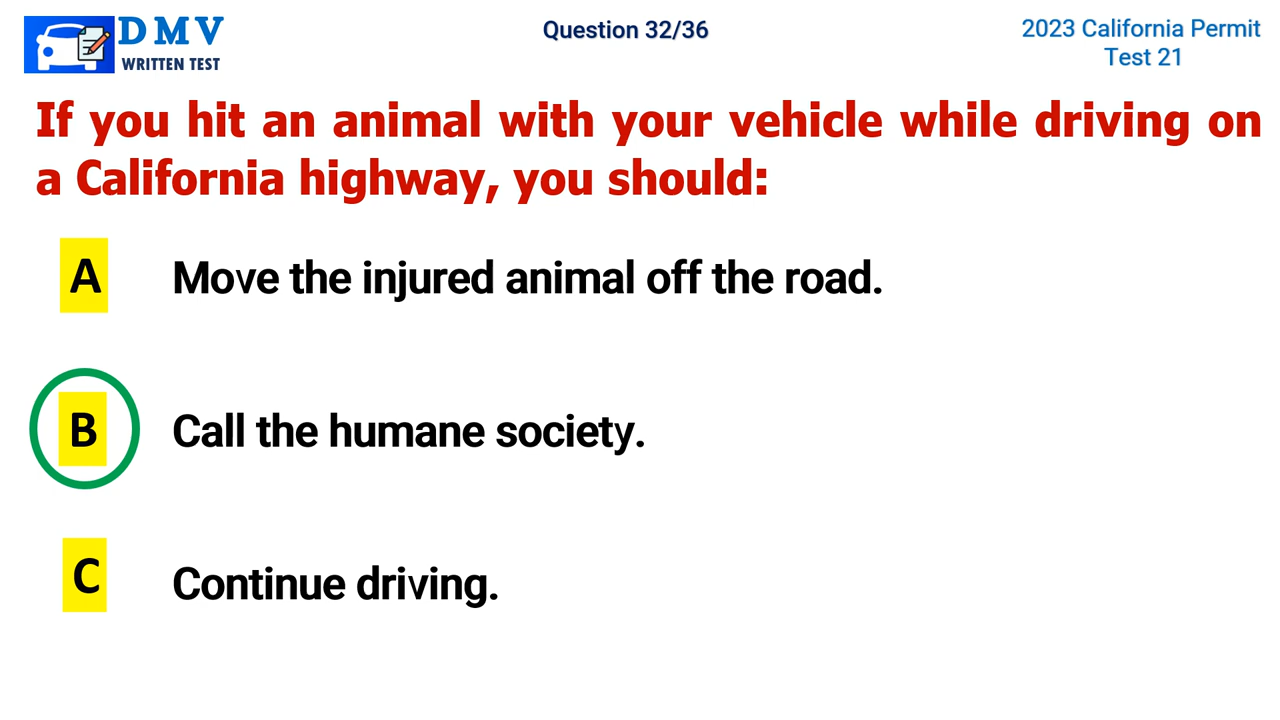 DMV
WRITTEN TEST
Question 32/36
2023 California Permit
Test 21
If you hit an animal with your vehicle while driving on
a California highway, you should:
A Move the injured animal off the road.
B Call the humane society.
C Continue driving.